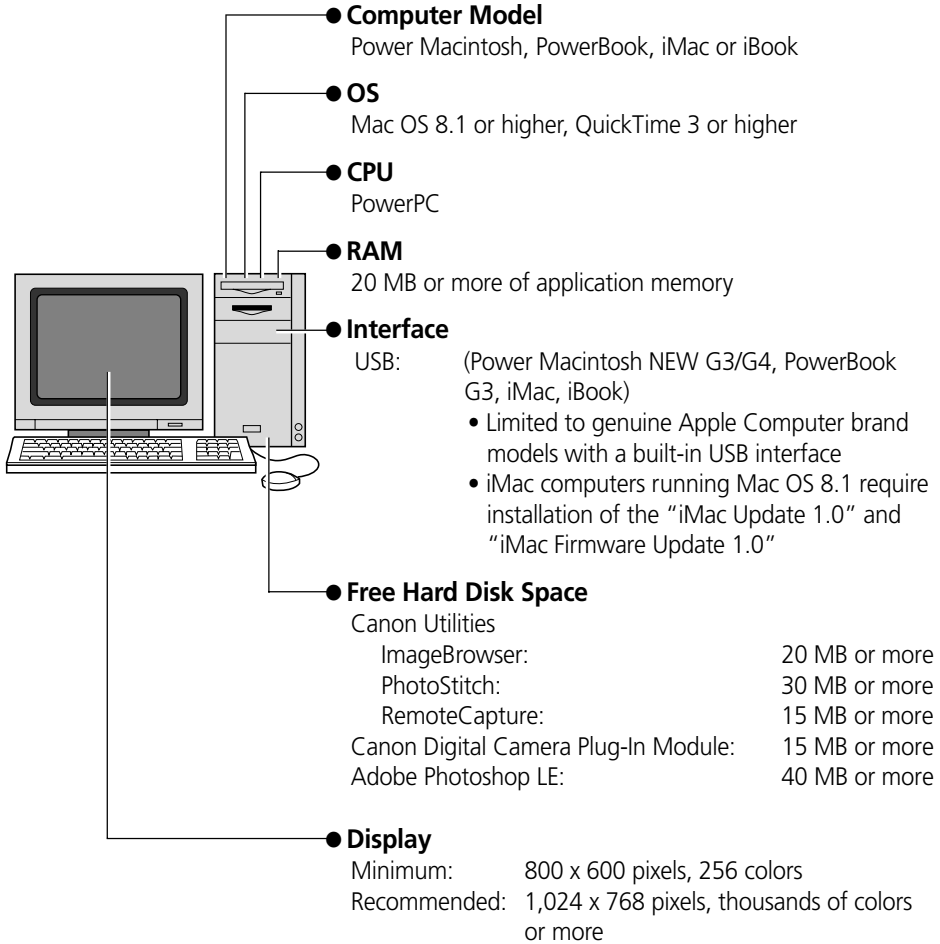 ● Computer Model
Power Macintosh, PowerBook, iMac or iBook
● OS
Mac OS 8.1 or higher, QuickTime 3 or higher
● CPU
PowerPC
● RAM
20 MB or more of application memory
● Interface
USB: (Power Macintosh NEW G3/G4, PowerBook
G3, iMac, iBook)
• Limited to genuine Apple Computer brand
models with a built-in USB interface
• iMac computers running Mac OS 8.1 require
installation of the “iMac Update 1.0” and
“iMac Firmware Update 1.0”
● Free Hard Disk Space
Canon Utilities
ImageBrowser: 20 MB or more
PhotoStitch: 30 MB or more
RemoteCapture: 15 MB or more
Canon Digital Camera Plug-In Module: 15 MB or more
Adobe Photoshop LE: 40 MB or more
● Display
Minimum: 800 x 600 pixels, 256 colors
Recommended: 1,024 x 768 pixels, thousands of colors
or more